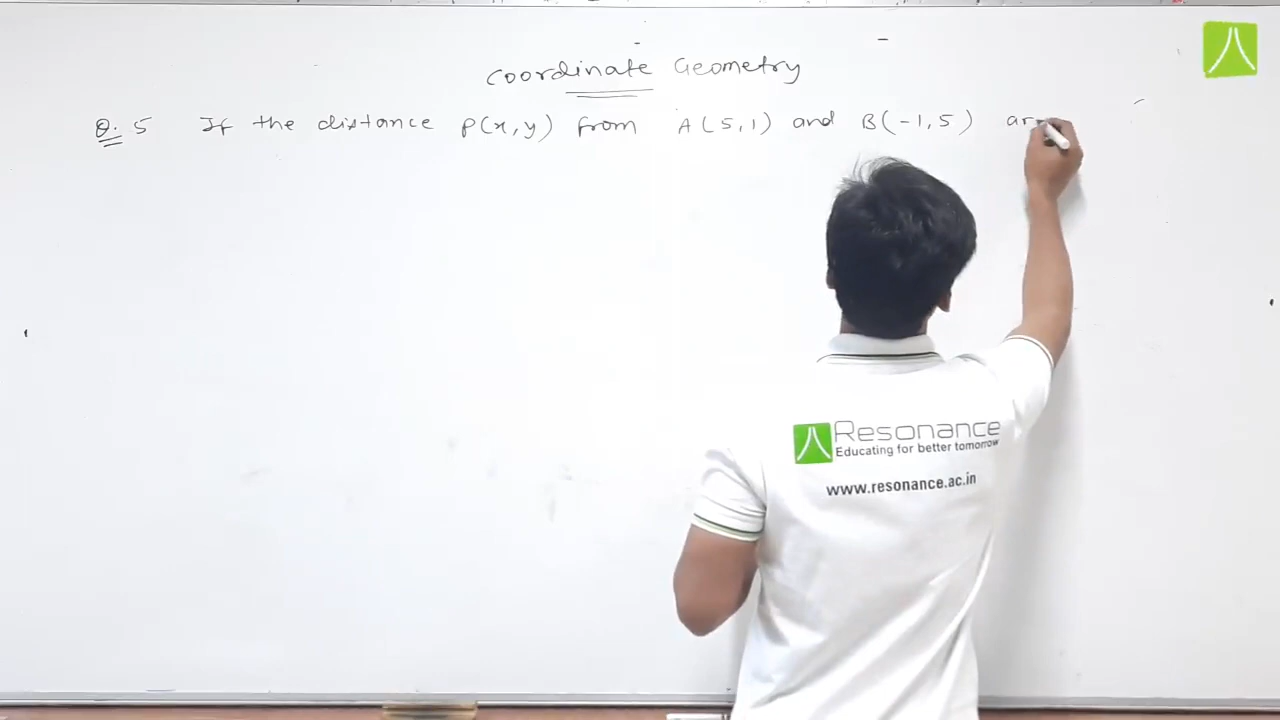 Coordinate Geometry
Q. 5 If the distance P(x,y) from A(5,1) and B(-1,5) are
Resonance
Educating for better tomorrow
www.resonance.ac.in